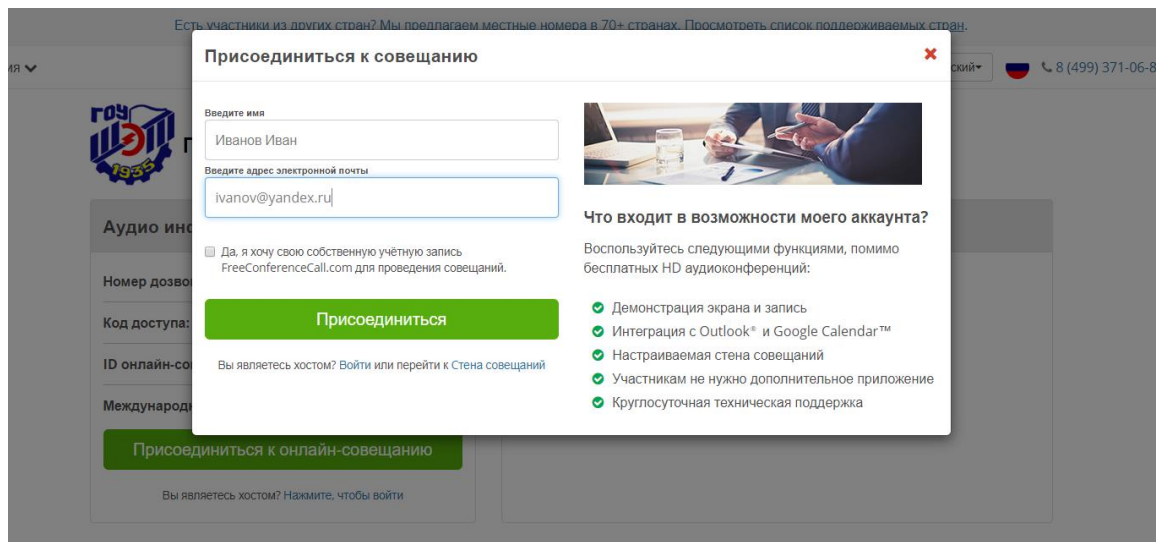 Есть участники из других стран? Мы предлагаем местные номера в 70+ странах. Просмотреть список поддерживаемых стран.
ия
ский
8 (499) 371-06-8
ГОУ
ШЭТ
1935
Г
Присоединиться к совещанию
Введите имя
Иванов Иван
Введите адрес электронной почты
ivanov@yandex.ru
Да, я хочу свою собственную учётную запись
FreeConferenceCall.com для проведения совещаний.
Присоединиться
Вы являетесь хостом? Войти или перейти к Стена совещаний
Что входит в возможности моего аккаунта?
Воспользуйтесь следующими функциями, помимо
бесплатных HD аудиоконференций:
Демонстрация экрана и запись
Интеграция с Outlook® и Google Calendar™
Настраиваемая стена совещаний
Участникам не нужно дополнительное приложение
Круглосуточная техническая поддержка
Аудио инс
Номер дозво
Код доступа:
ID онлайн-со
Международн
Присоединиться к онлайн-совещанию
Вы являетесь хостом? Нажмите, чтобы войти